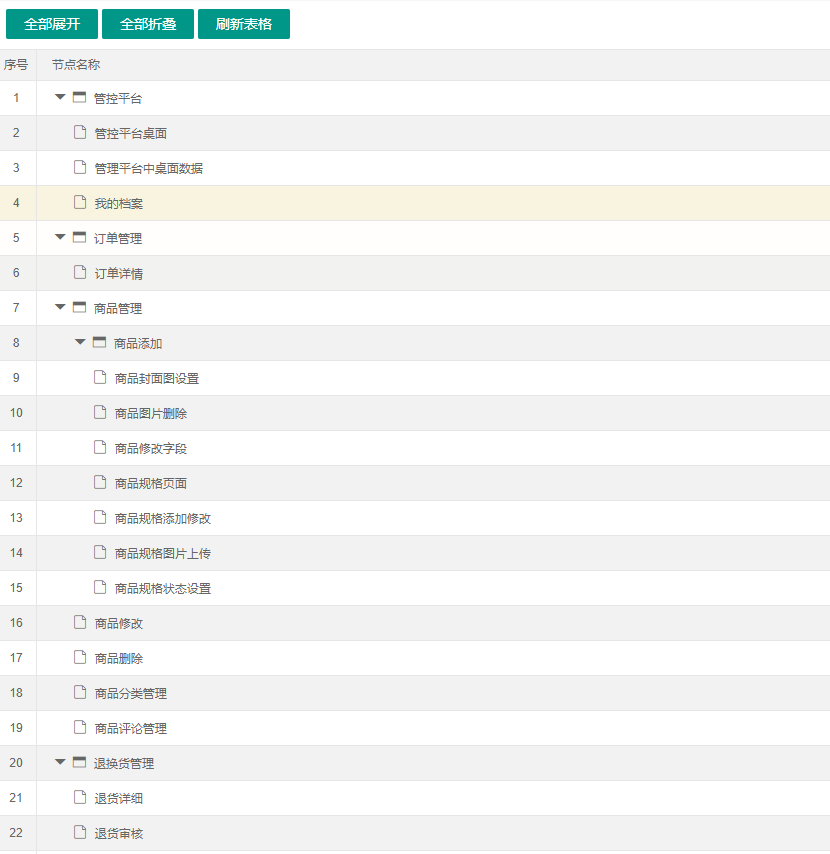 全部展开 全部折叠 刷新表格
序号 节点名称
1 管控平台
2 管控平台桌面
3 管理平台中桌面数据
4 我的档案
5 订单管理
6 订单详情
7 商品管理
8 商品添加
9 商品封面图设置
10 商品图片删除
11 商品修改字段
12 商品规格页面
13 商品规格添加修改
14 商品规格图片上传
15 商品规格状态设置
16 商品修改
17 商品删除
18 商品分类管理
19 商品评论管理
20 退换货管理
21 退货详细
22 退货审核